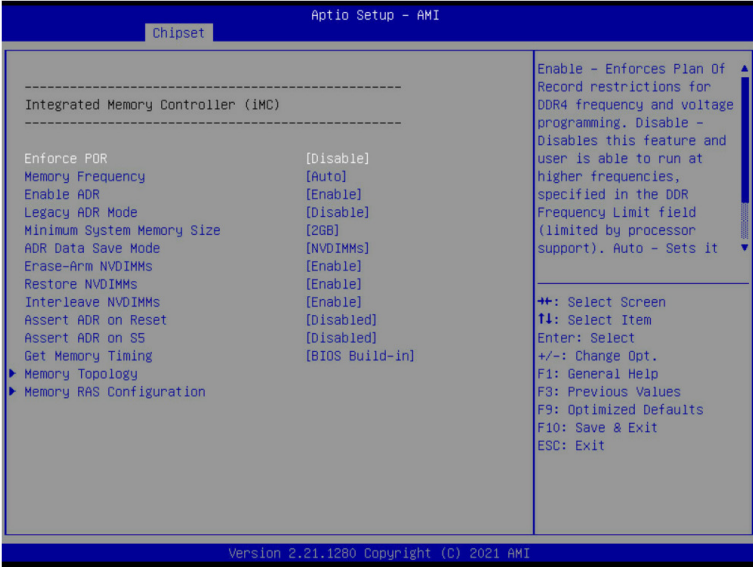 Aptio Setup – AMI
Chipset
------------------------------------------------
Integrated Memory Controller (iMC)
------------------------------------------------
Enforce POR [Disable]
Memory Frequency [Auto]
Enable ADR [Enable]
Legacy ADR Mode [Disable]
Minimum System Memory Size [2GB]
ADR Data Save Mode [NVDIMMs]
Erase-Arm NVDIMMs [Enable]
Restore NVDIMMs [Enable]
Interleave NVDIMMs [Enable]
Assert ADR on Reset [Disabled]
Assert ADR on S5 [Disabled]
Get Memory Timing [BIOS Build-in]
Memory Topology
Memory RAS Configuration
Enable – Enforces Plan Of
Record restrictions for
DDR4 frequency and voltage
programming. Disable –
Disables this feature and
user is able to run at
higher frequencies,
specified in the DDR
Frequency Limit field
(limited by processor
support). Auto – Sets it
→←: Select Screen
↑↓: Select Item
Enter: Select
+/-: Change Opt.
F1: General Help
F3: Previous Values
F9: Optimized Defaults
F10: Save & Exit
ESC: Exit
Version 2.21.1280 Copyright (C) 2021 AMI